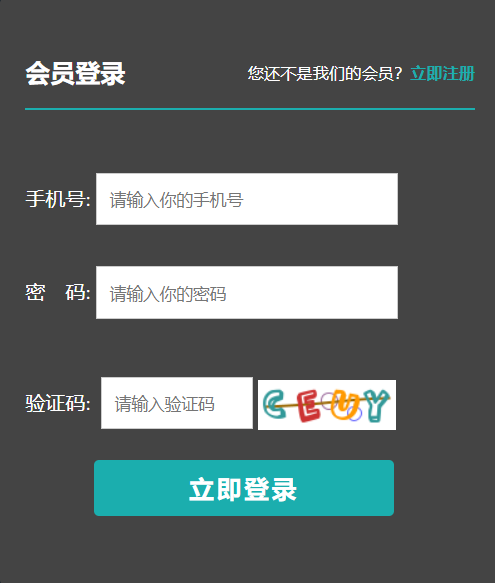 会员登录
您还不是我们的会员？立即注册
手机号: 请输入你的手机号
密　码: 请输入你的密码
验证码: 请输入验证码 CEUY
立即登录